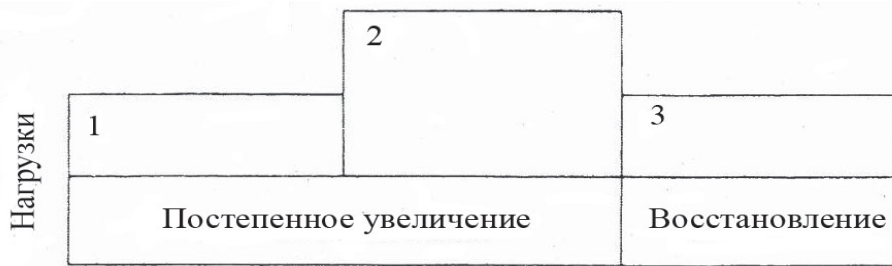 2
1
3
Нагрузки
Постепенное увеличение
Восстановление